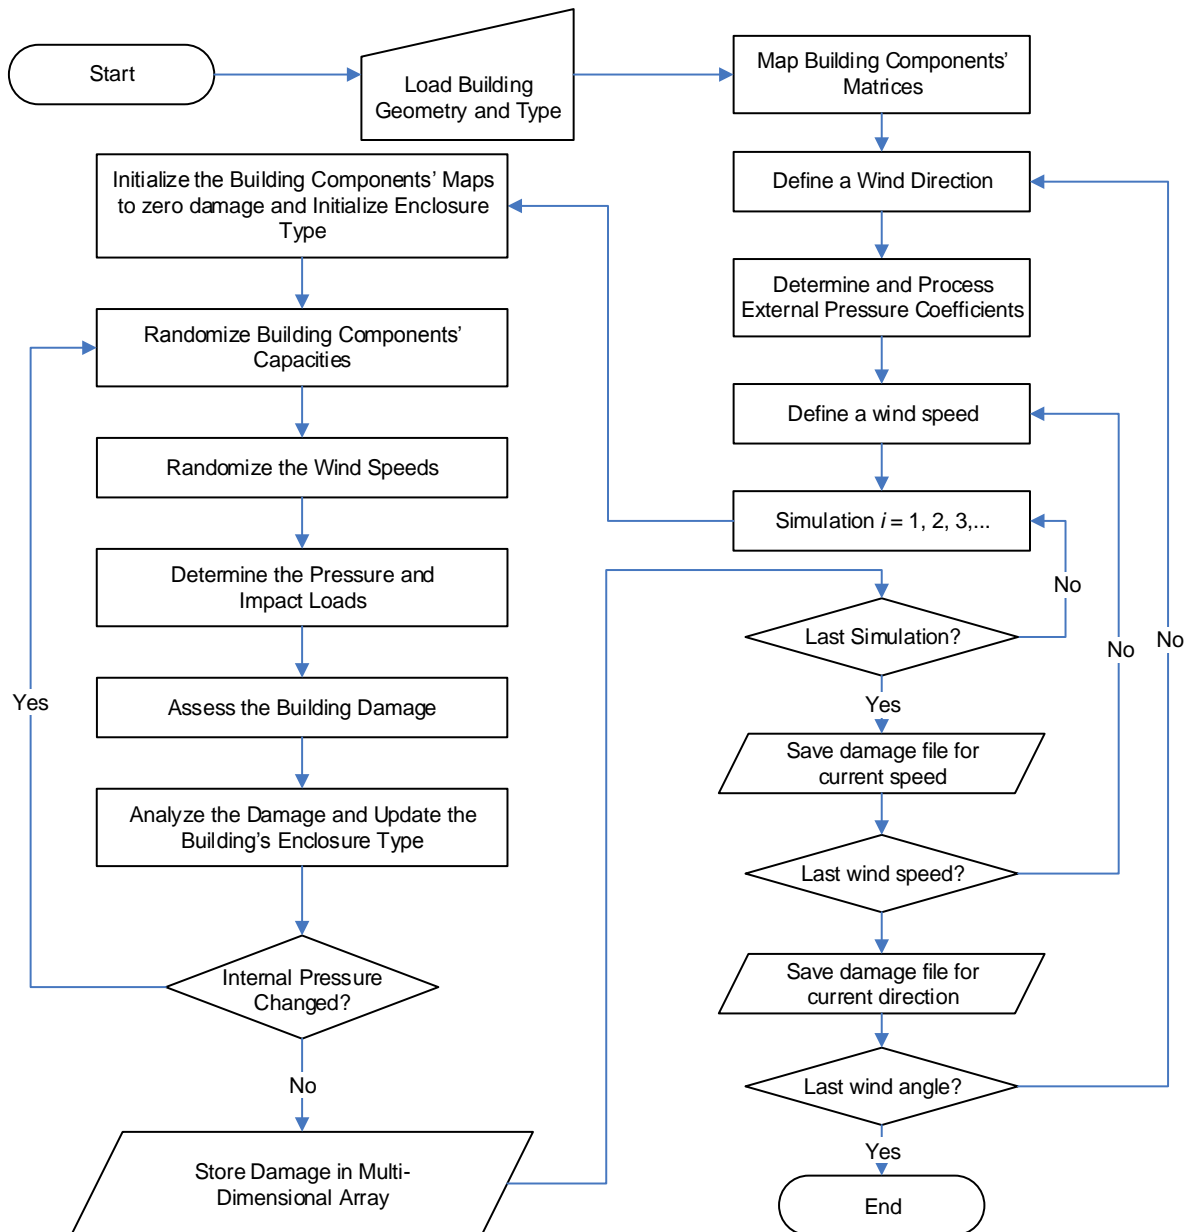 Start
Load Building
Geometry and Type
Map Building Components’
Matrices
Define a Wind Direction
Determine and Process
External Pressure Coefficients
Define a wind speed
Simulation i = 1, 2, 3,...
Initialize the Building Components’ Maps
to zero damage and Initialize Enclosure
Type
Randomize Building Components’
Capacities
Randomize the Wind Speeds
Determine the Pressure and
Impact Loads
Assess the Building Damage
Analyze the Damage and Update the
Building’s Enclosure Type
Internal Pressure
Changed?
Yes
No
Store Damage in Multi-
Dimensional Array
Last Simulation?
No
Yes
Save damage file for
current speed
Last wind speed?
No
Save damage file for
current direction
Last wind angle?
No
Yes
End